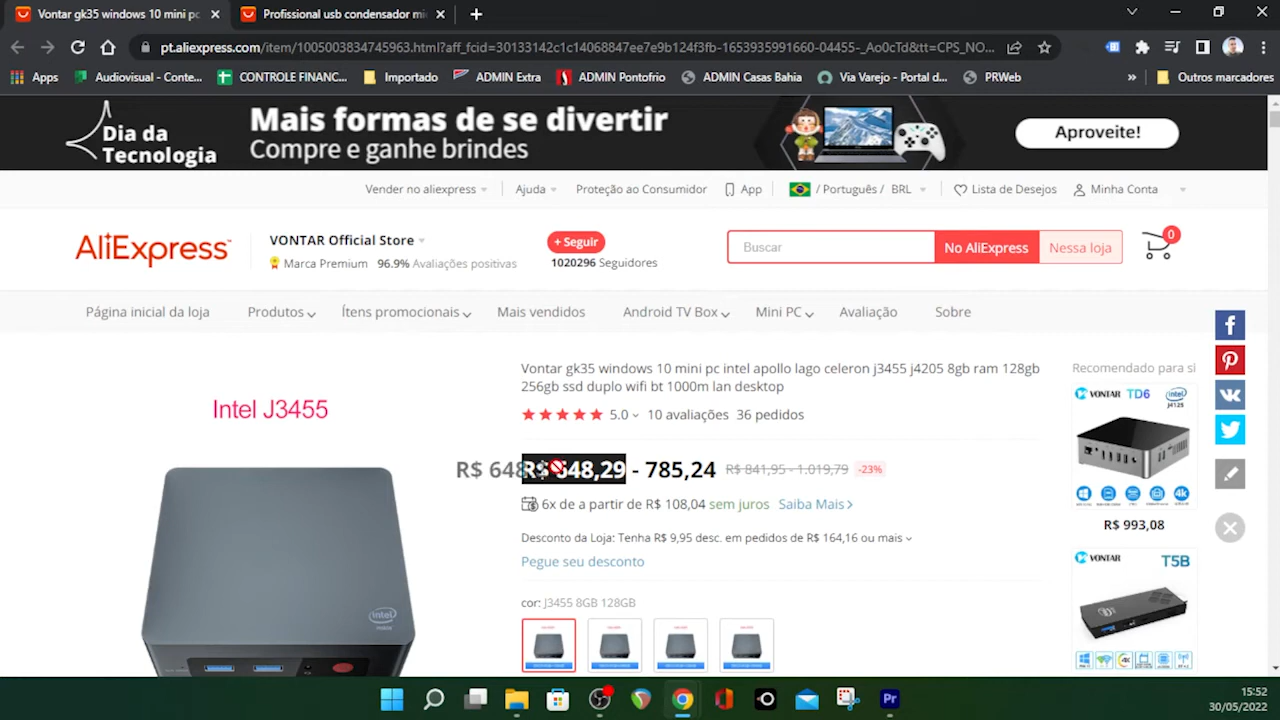 Vontar gk35 windows 10 mini pc
Profissional usb condensador mi
pt.aliexpress.com/item/1005003834745963.html?aff_fcid=30133142c1c14068847ee7e9b124f3fb-1653935991660-04455-_Ao0cTd&tt=CPS_NO...
Apps
Audiovisual - Conte...
CONTROLE FINANC...
Importado
ADMIN Extra
ADMIN Pontofrio
ADMIN Casas Bahia
Via Varejo - Portal d...
PRWeb
Outros marcadores
Dia da
Tecnologia
Mais formas de se divertir
Compre e ganhe brindes
Aproveite!
Vender no aliexpress
Ajuda
Proteção ao Consumidor
App
/ Português / BRL
Lista de Desejos
Minha Conta
AliExpress
VONTAR Official Store
Marca Premium 96.9% Avaliações positivas
+ Seguir
1020296 Seguidores
Buscar
No AliExpress
Nessa loja
0
Página inicial da loja
Produtos
Ítens promocionais
Mais vendidos
Android TV Box
Mini PC
Avaliação
Sobre
Intel J3455
intel
Vontar gk35 windows 10 mini pc intel apollo lago celeron j3455 j4205 8gb ram 128gb
256gb ssd duplo wifi bt 1000m lan desktop
5.0 10 avaliações 36 pedidos
R$ 648,29 - 785,24 R$ 841,95 - 1.019,79 -23%
6x de a partir de R$ 108,04 sem juros Saiba Mais
Desconto da Loja: Tenha R$ 9,95 desc. em pedidos de R$ 164,16 ou mais
Pegue seu desconto
cor: J3455 8GB 128GB
Recomendado para si
VONTAR TD6
intel
J4125
4k
R$ 993,08
VONTAR T5B
Pr
15:52
30/05/2022